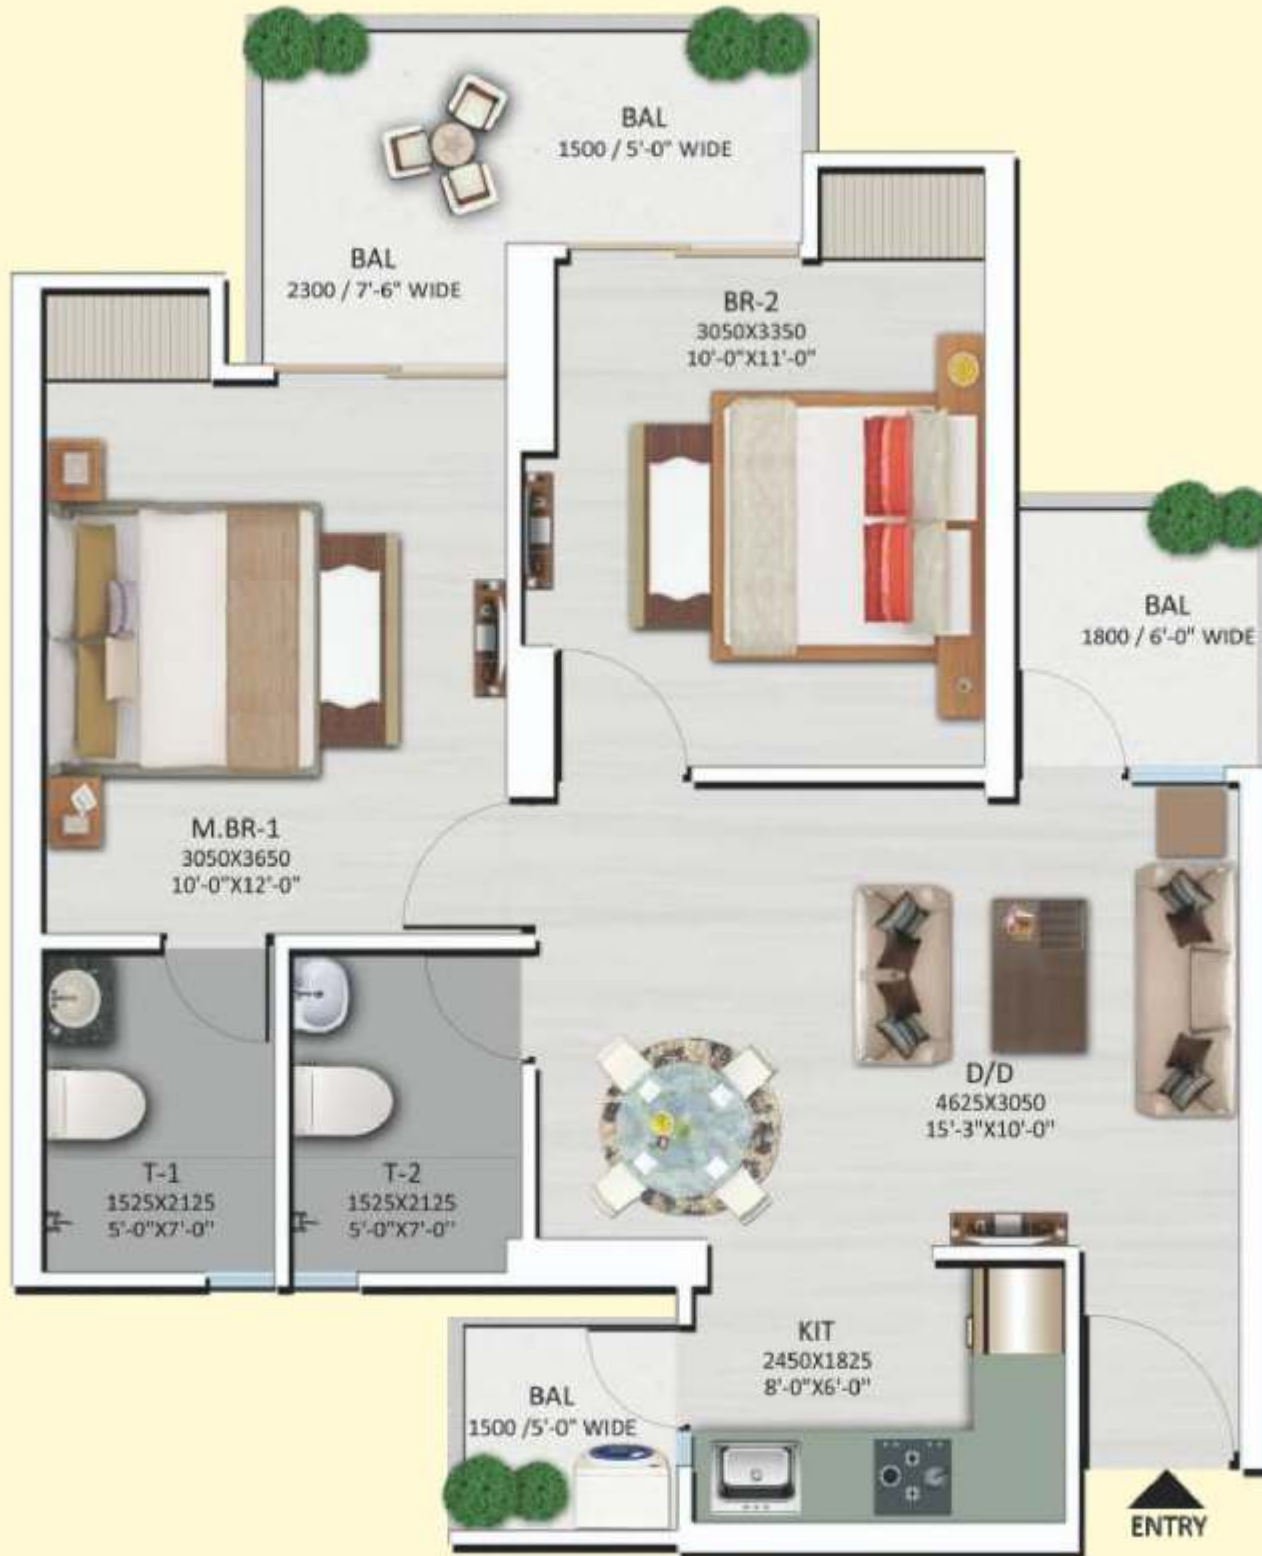 BAL
1500 / 5'-0" WIDE
BAL
2300 / 7'-6" WIDE
BR-2
3050X3350
10'-0"X11'-0"
BAL
1800 / 6'-0" WIDE
M.BR-1
3050X3650
10'-0"X12'-0"
D/D
4625X3050
15'-3"X10'-0"
T-1
1525X2125
5'-0"X7'-0"
T-2
1525X2125
5'-0"X7'-0"
KIT
2450X1825
8'-0"X6'-0"
BAL
1500 /5'-0" WIDE
ENTRY